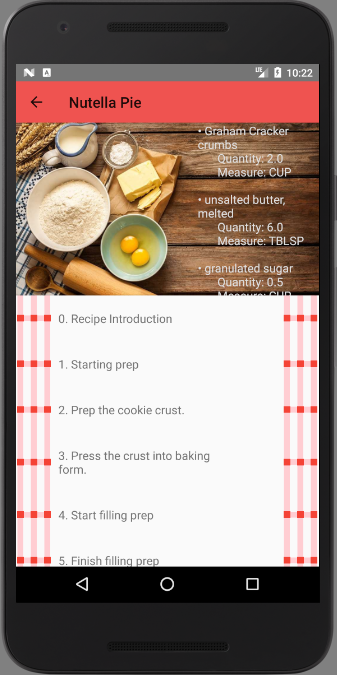 LTE 10:22
Nutella Pie
• Graham Cracker
crumbs
Quantity: 2.0
Measure: CUP
• unsalted butter,
melted
Quantity: 6.0
Measure: TBLSP
• granulated sugar
Quantity: 0.5
Measure: CUP
0. Recipe Introduction
1. Starting prep
2. Prep the cookie crust.
3. Press the crust into baking
form.
4. Start filling prep
5. Finish filling prep